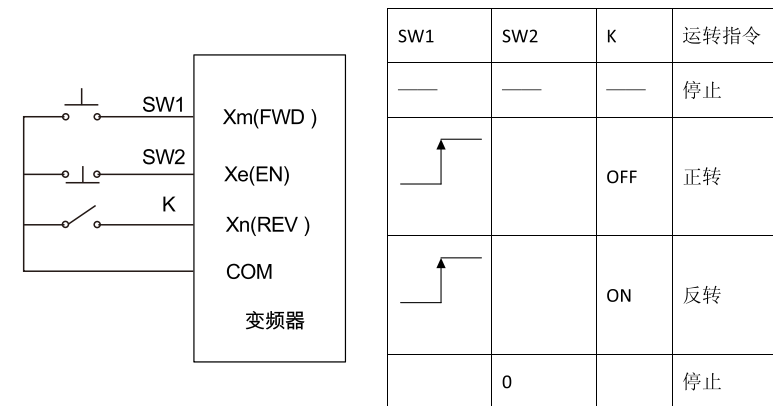 SW1
Xm(FWD )
SW2
Xe(EN)
K
Xn(REV )
COM
变频器
SW1 SW2 K 运转指令
—— —— —— 停止
OFF 正转
ON 反转
0 停止